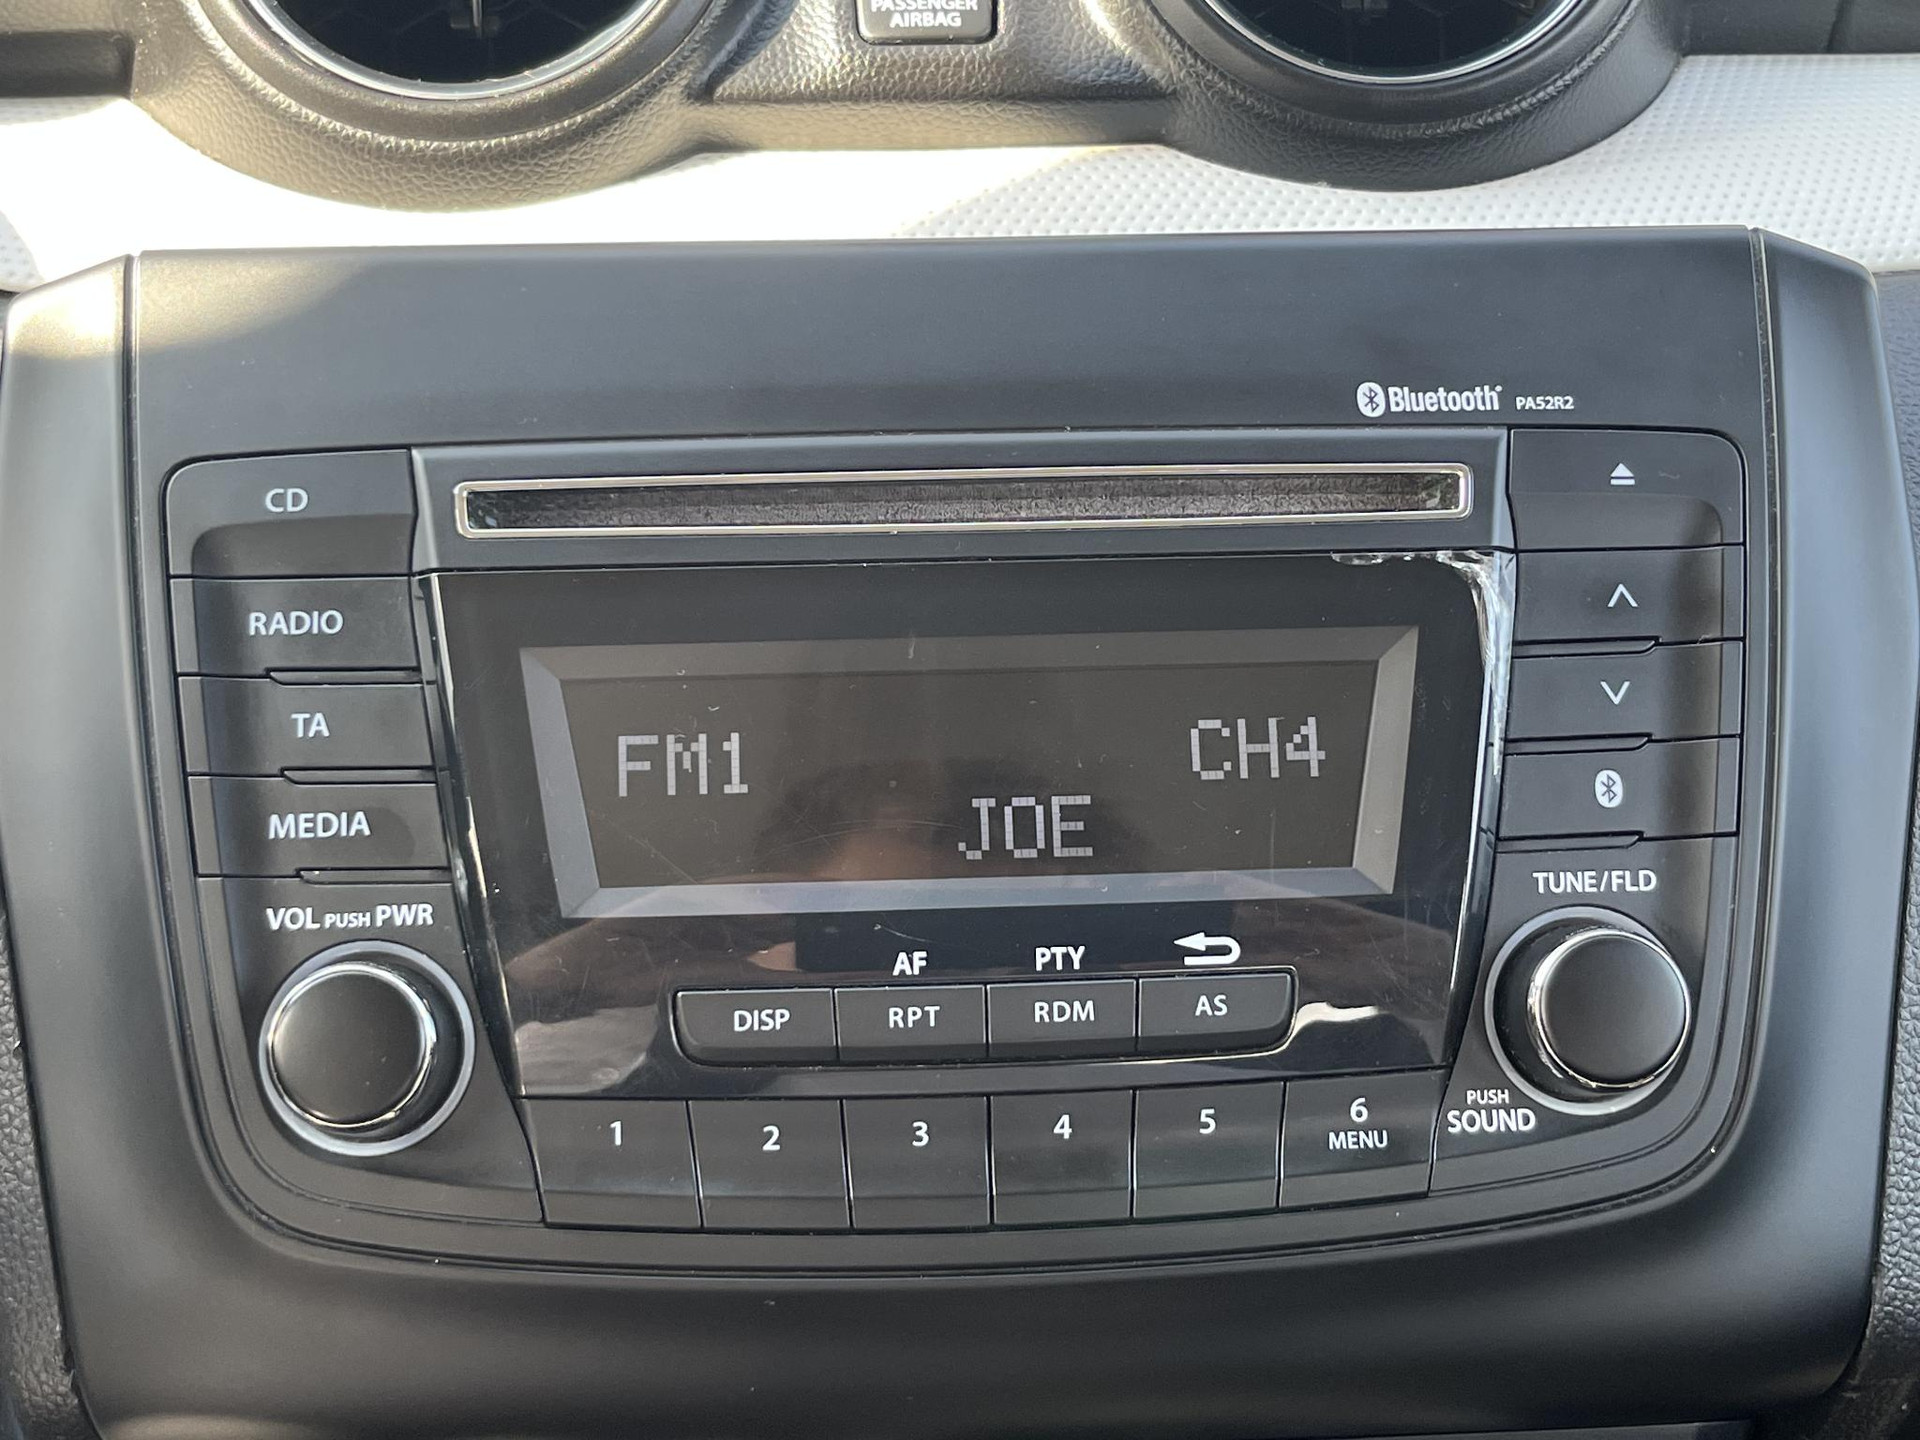 PASSENGER
AIRBAG
Bluetooth PA52R2
CD
RADIO
TA
MEDIA
VOL PUSH PWR
FM1
CH4
JOE
TUNE/FLD
AF
PTY
DISP
RPT
RDM
AS
1
2
3
4
5
6
MENU
PUSH
SOUND